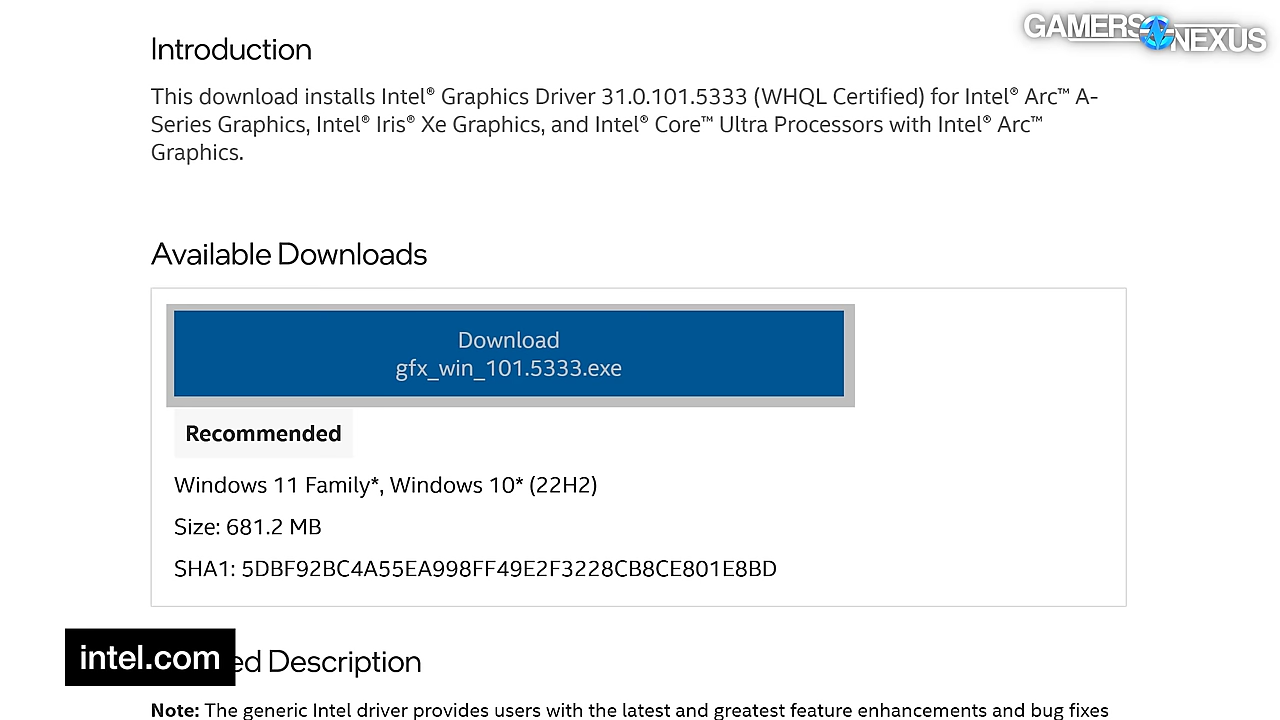 GAMERS NEXUS
Introduction
This download installs Intel® Graphics Driver 31.0.101.5333 (WHQL Certified) for Intel® Arc™ A-
Series Graphics, Intel® Iris® Xe Graphics, and Intel® Core™ Ultra Processors with Intel® Arc™
Graphics.
Available Downloads
Download
gfx_win_101.5333.exe
Recommended
Windows 11 Family*, Windows 10* (22H2)
Size: 681.2 MB
SHA1: 5DBF92BC4A55EA998FF49E2F3228CB8CE801E8BD
intel.com
ed Description
Note: The generic Intel driver provides users with the latest and greatest feature enhancements and bug fixes